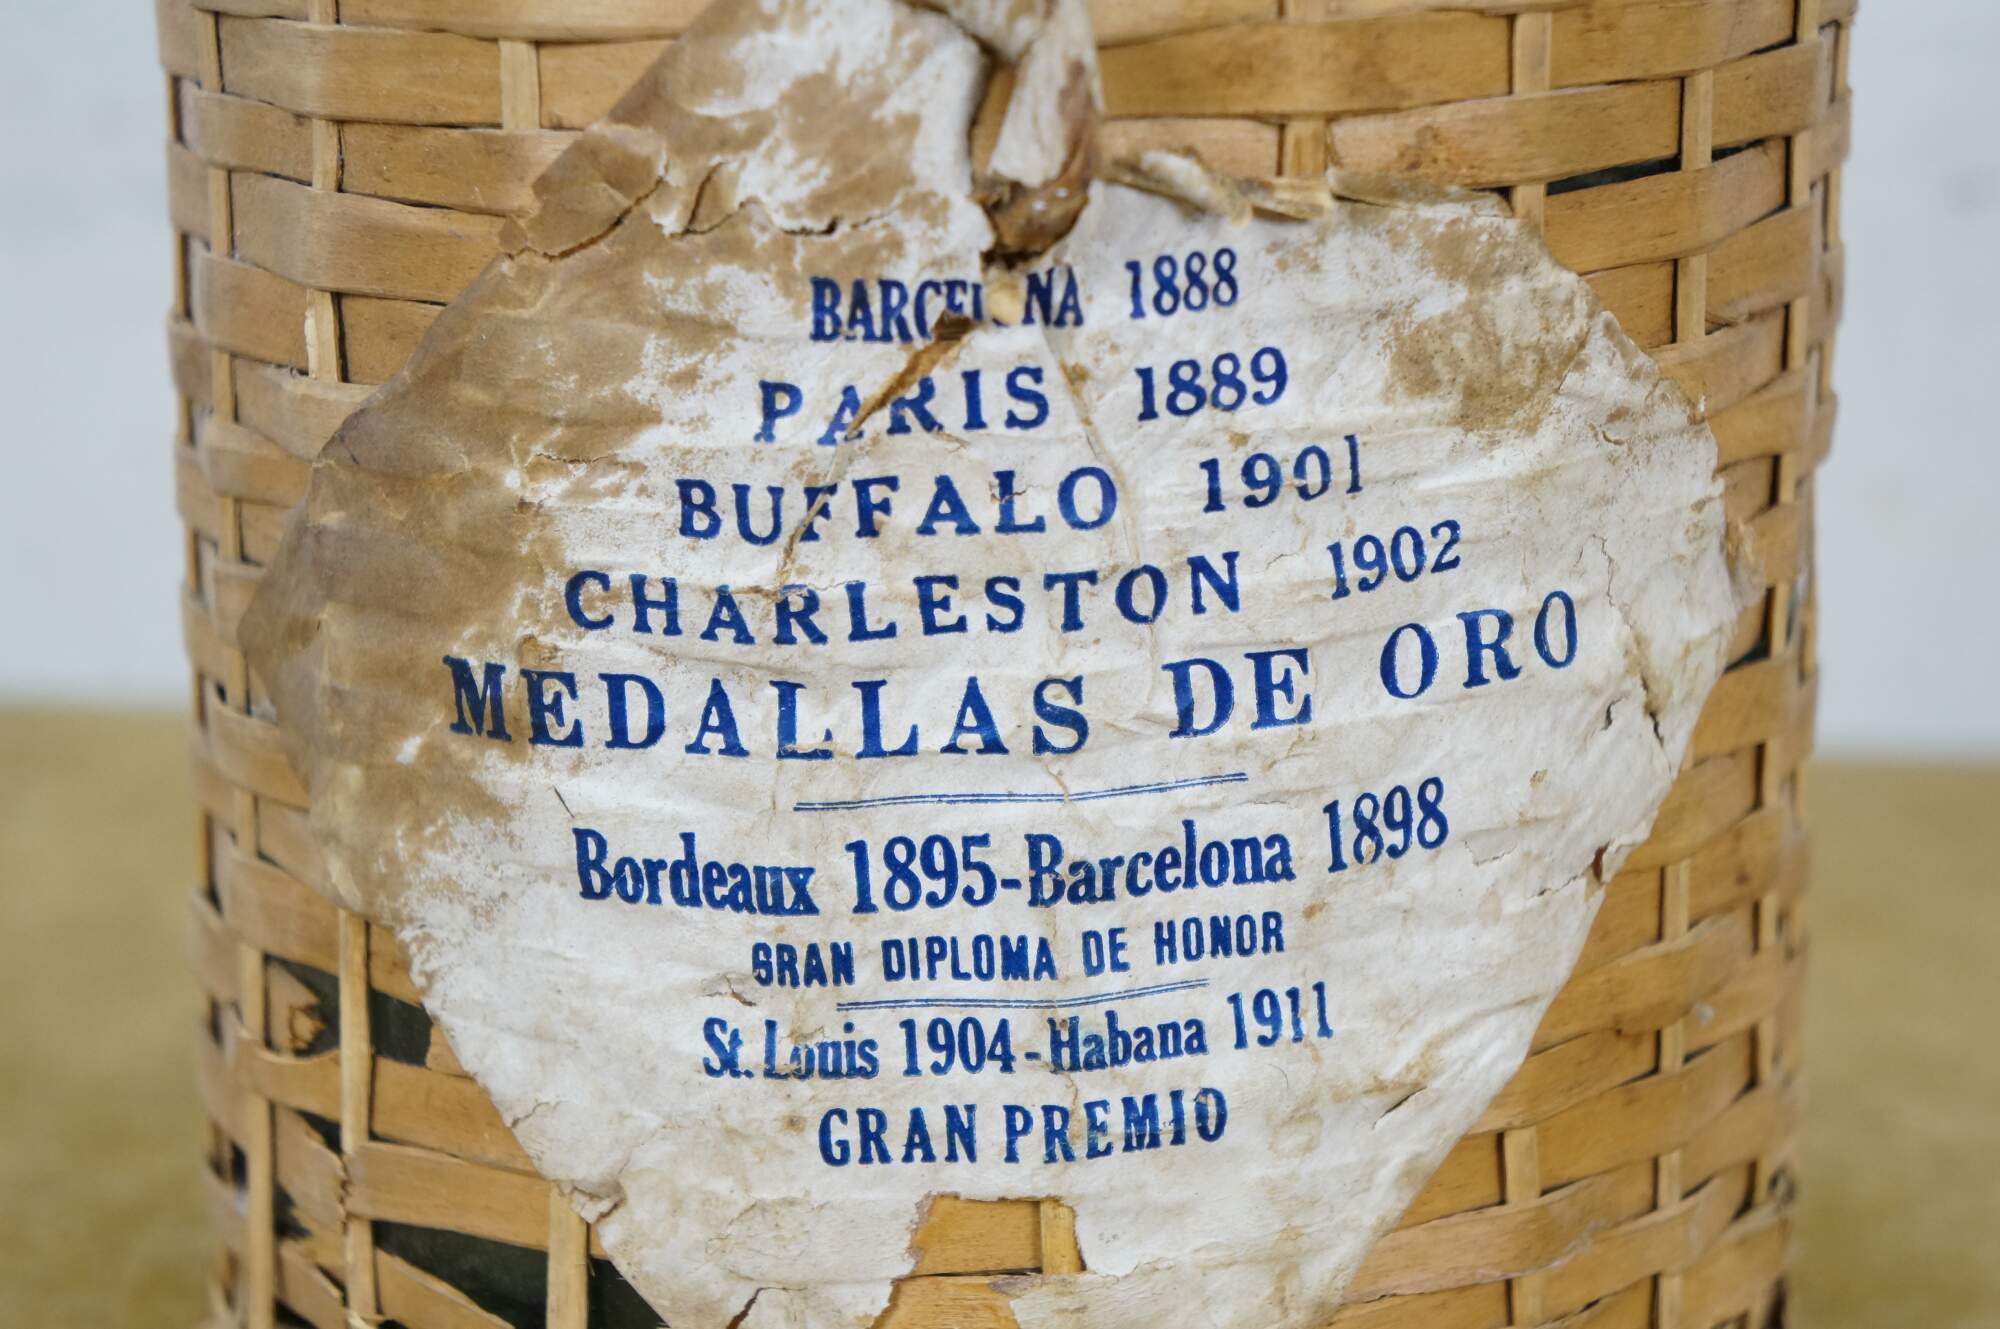 BARCELONA 1888
PARIS 1889
BUFFALO 1901
CHARLESTON 1902
MEDALLAS DE ORO
Bordeaux 1895-Barcelona 1898
GRAN DIPLOMA DE HONOR
St. Louis 1904-Habana 1911
GRAN PREMIO